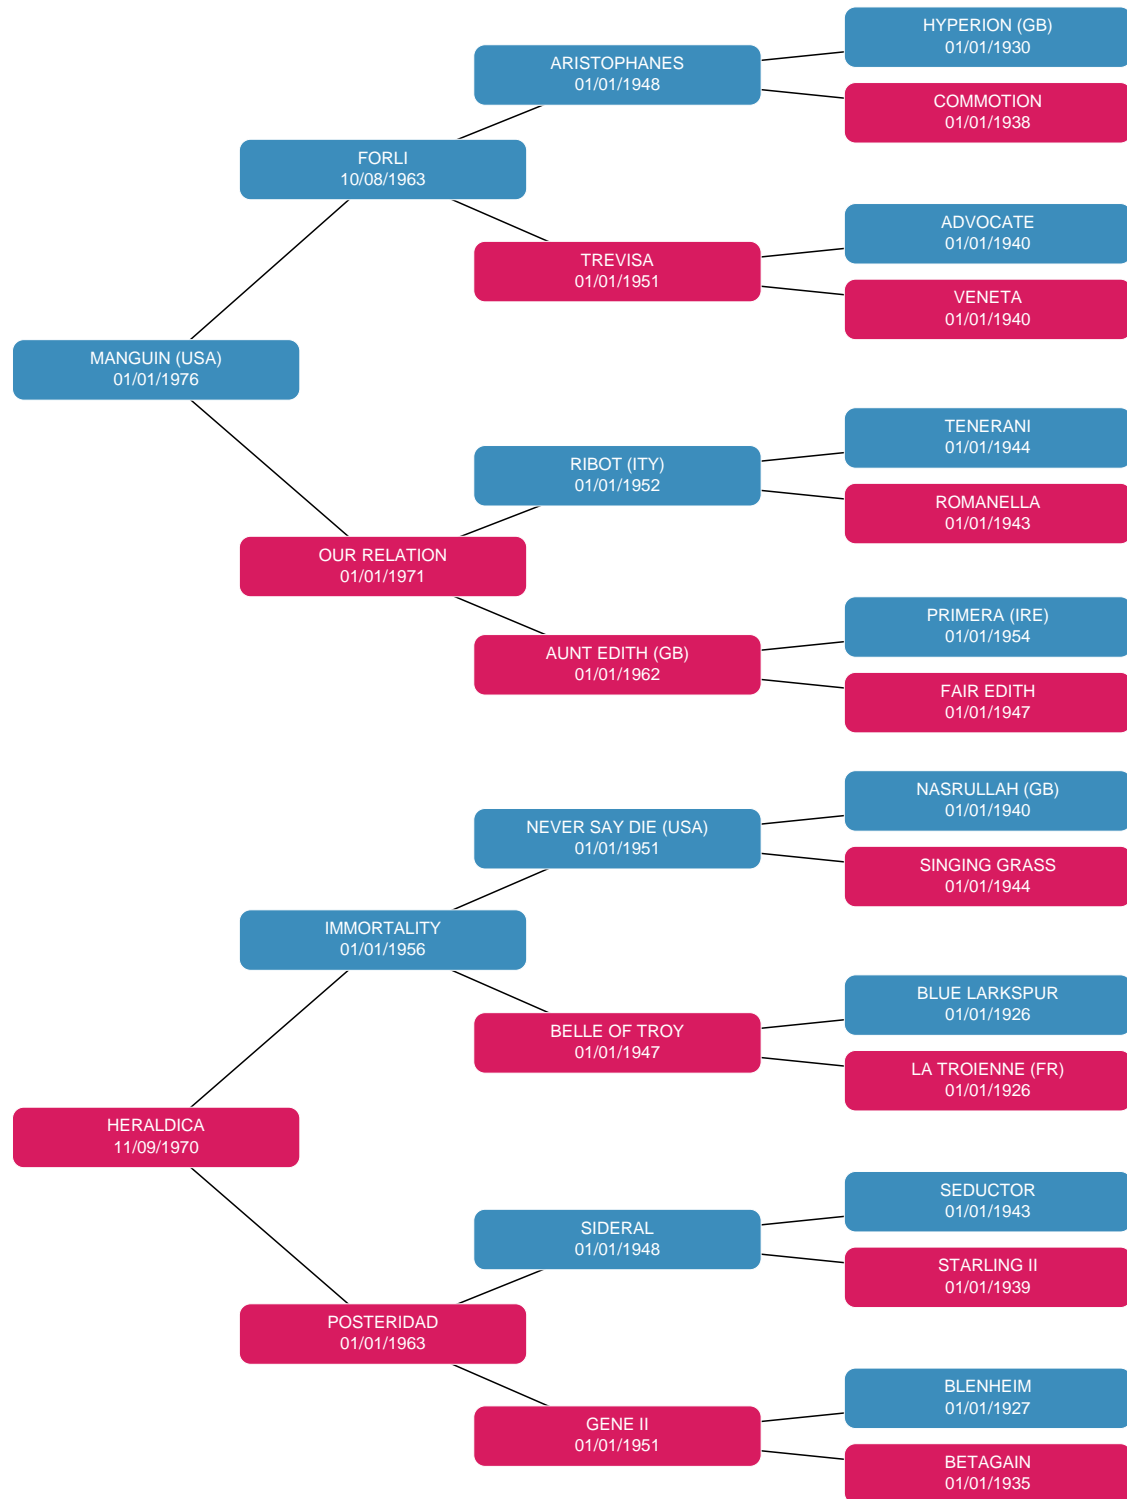 HYPERION (GB)
01/01/1930
ARISTOPHANES
01/01/1948
COMMOTION
01/01/1938
FORLI
10/08/1963
ADVOCATE
01/01/1940
TREVISA
01/01/1951
VENETA
01/01/1940
MANGUIN (USA)
01/01/1976
TENERANI
01/01/1944
RIBOT (ITY)
01/01/1952
ROMANELLA
01/01/1943
OUR RELATION
01/01/1971
PRIMERA (IRE)
01/01/1954
AUNT EDITH (GB)
01/01/1962
FAIR EDITH
01/01/1947
NASRULLAH (GB)
01/01/1940
NEVER SAY DIE (USA)
01/01/1951
SINGING GRASS
01/01/1944
IMMORTALITY
01/01/1956
BLUE LARKSPUR
01/01/1926
BELLE OF TROY
01/01/1947
LA TROIENNE (FR)
01/01/1926
HERALDICA
11/09/1970
SEDUCTOR
01/01/1943
SIDERAL
01/01/1948
STARLING II
01/01/1939
POSTERIDAD
01/01/1963
BLENHEIM
01/01/1927
GENE II
01/01/1951
BETAGAIN
01/01/1935